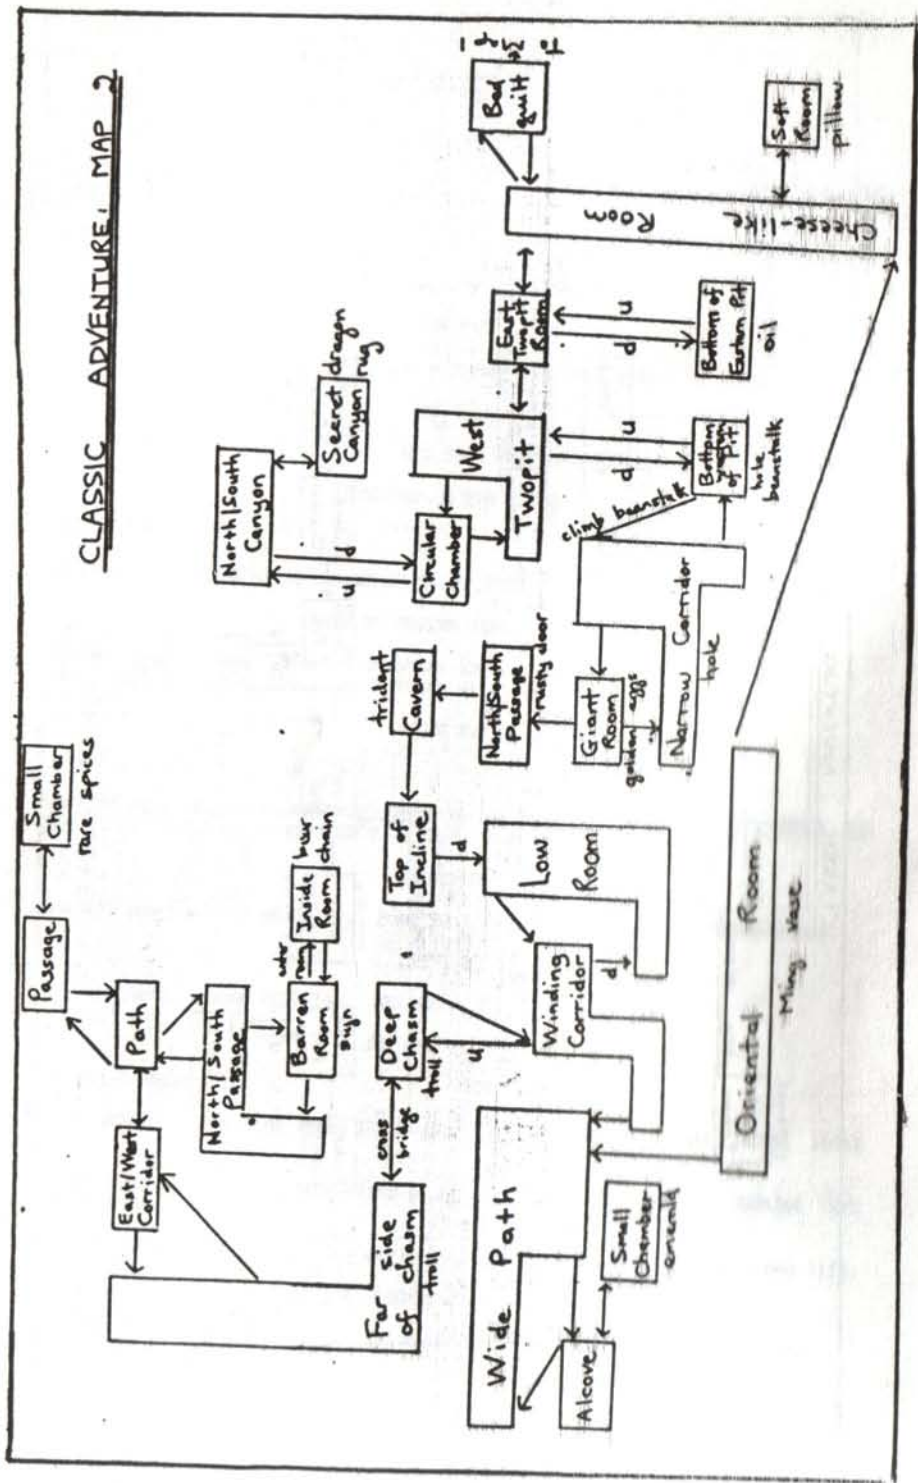 CLASSIC ADVENTURE: MAP 2
Small
Chamber
rare spices
Passage
Path
East/West
Corridor
North/South
Passage
Barren
Room
sign
enter
room
Inside
Room
bear
chain
Far side
of chasm
troll
cross
bridge
Deep
Chasm
troll
u
Top of
Incline
d
trident
Cavern
North/South
Passage
rusty door
Giant
Room
golden eggs
Narrow Corridor
hole
climb beanstalk
North/South
Canyon
Secret
Canyon
dragon
rug
u
d
Circular
Chamber
West
Twopit
East
Twopit
Room
u
d
u
d
Bottom
of Pit
hole
beanstalk
Bottom of
Eastern Pit
oil
Bed
quilt
Cheese-like
Room
Soft
Room
pillow
Low
Room
Winding
Corridor
d
Wide Path
Alcove
Small
Chamber
emerald
Oriental Room
Ming vase